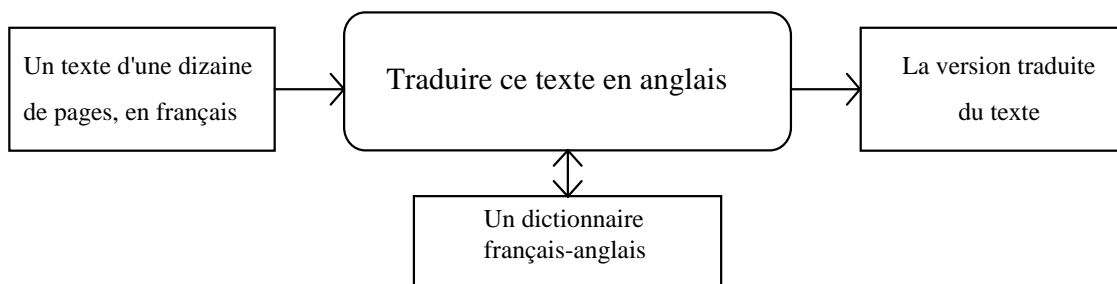 Un texte d'une dizaine
de pages, en français
Traduire ce texte en anglais
La version traduite
du texte
Un dictionnaire
français-anglais